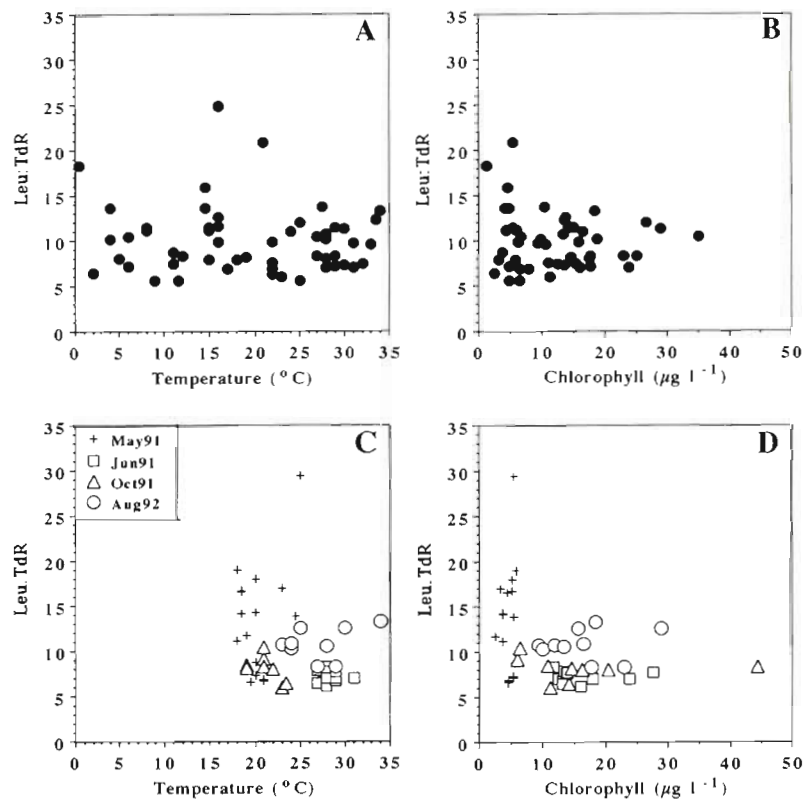 A
B
35
30
25
20
15
10
5
0
Leu:TdR
0 5 10 15 20 25 30 35
Temperature (°C)
35
30
25
20
15
10
5
0
Leu:TdR
0 10 20 30 40 50
Chlorophyll (µg l -1)
C
D
+ May91
□ Jun91
△ Oct91
○ Aug92
35
30
25
20
15
10
5
0
Leu:TdR
0 5 10 15 20 25 30 35
Temperature (°C)
35
30
25
20
15
10
5
0
Leu.TdR
0 10 20 30 40 50
Chlorophyll (µg l -1)